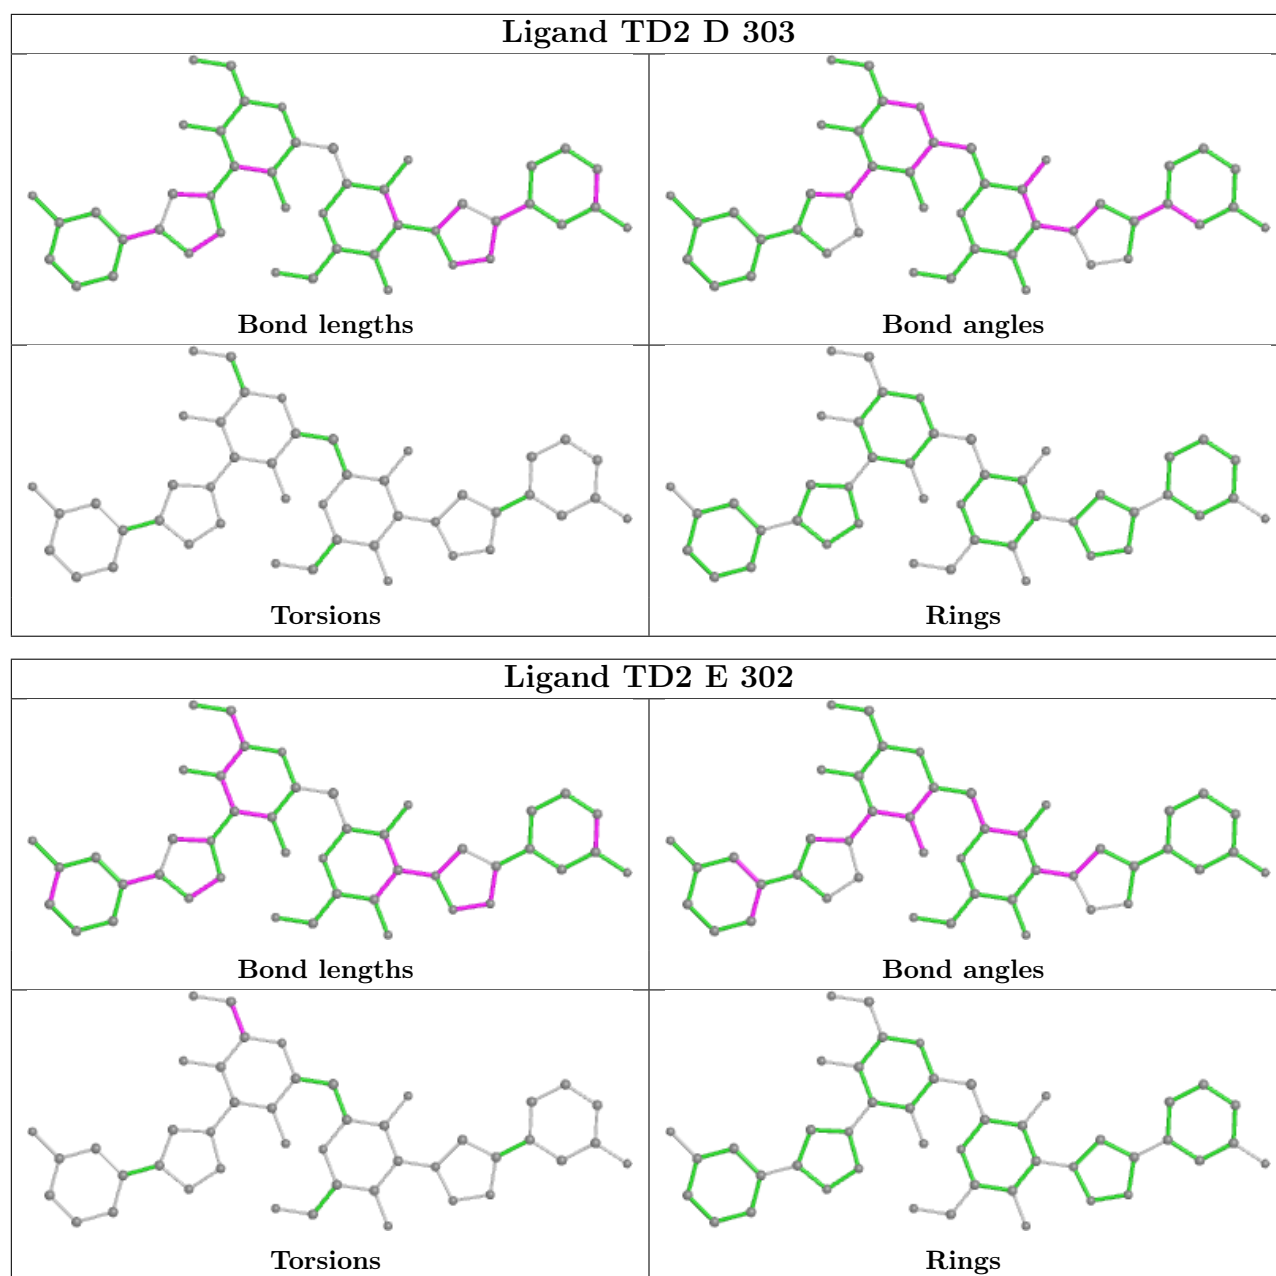 Ligand TD2 D 303
Bond lengths
Bond angles
Torsions
Rings
Ligand TD2 E 302
Bond lengths
Bond angles
Torsions
Rings